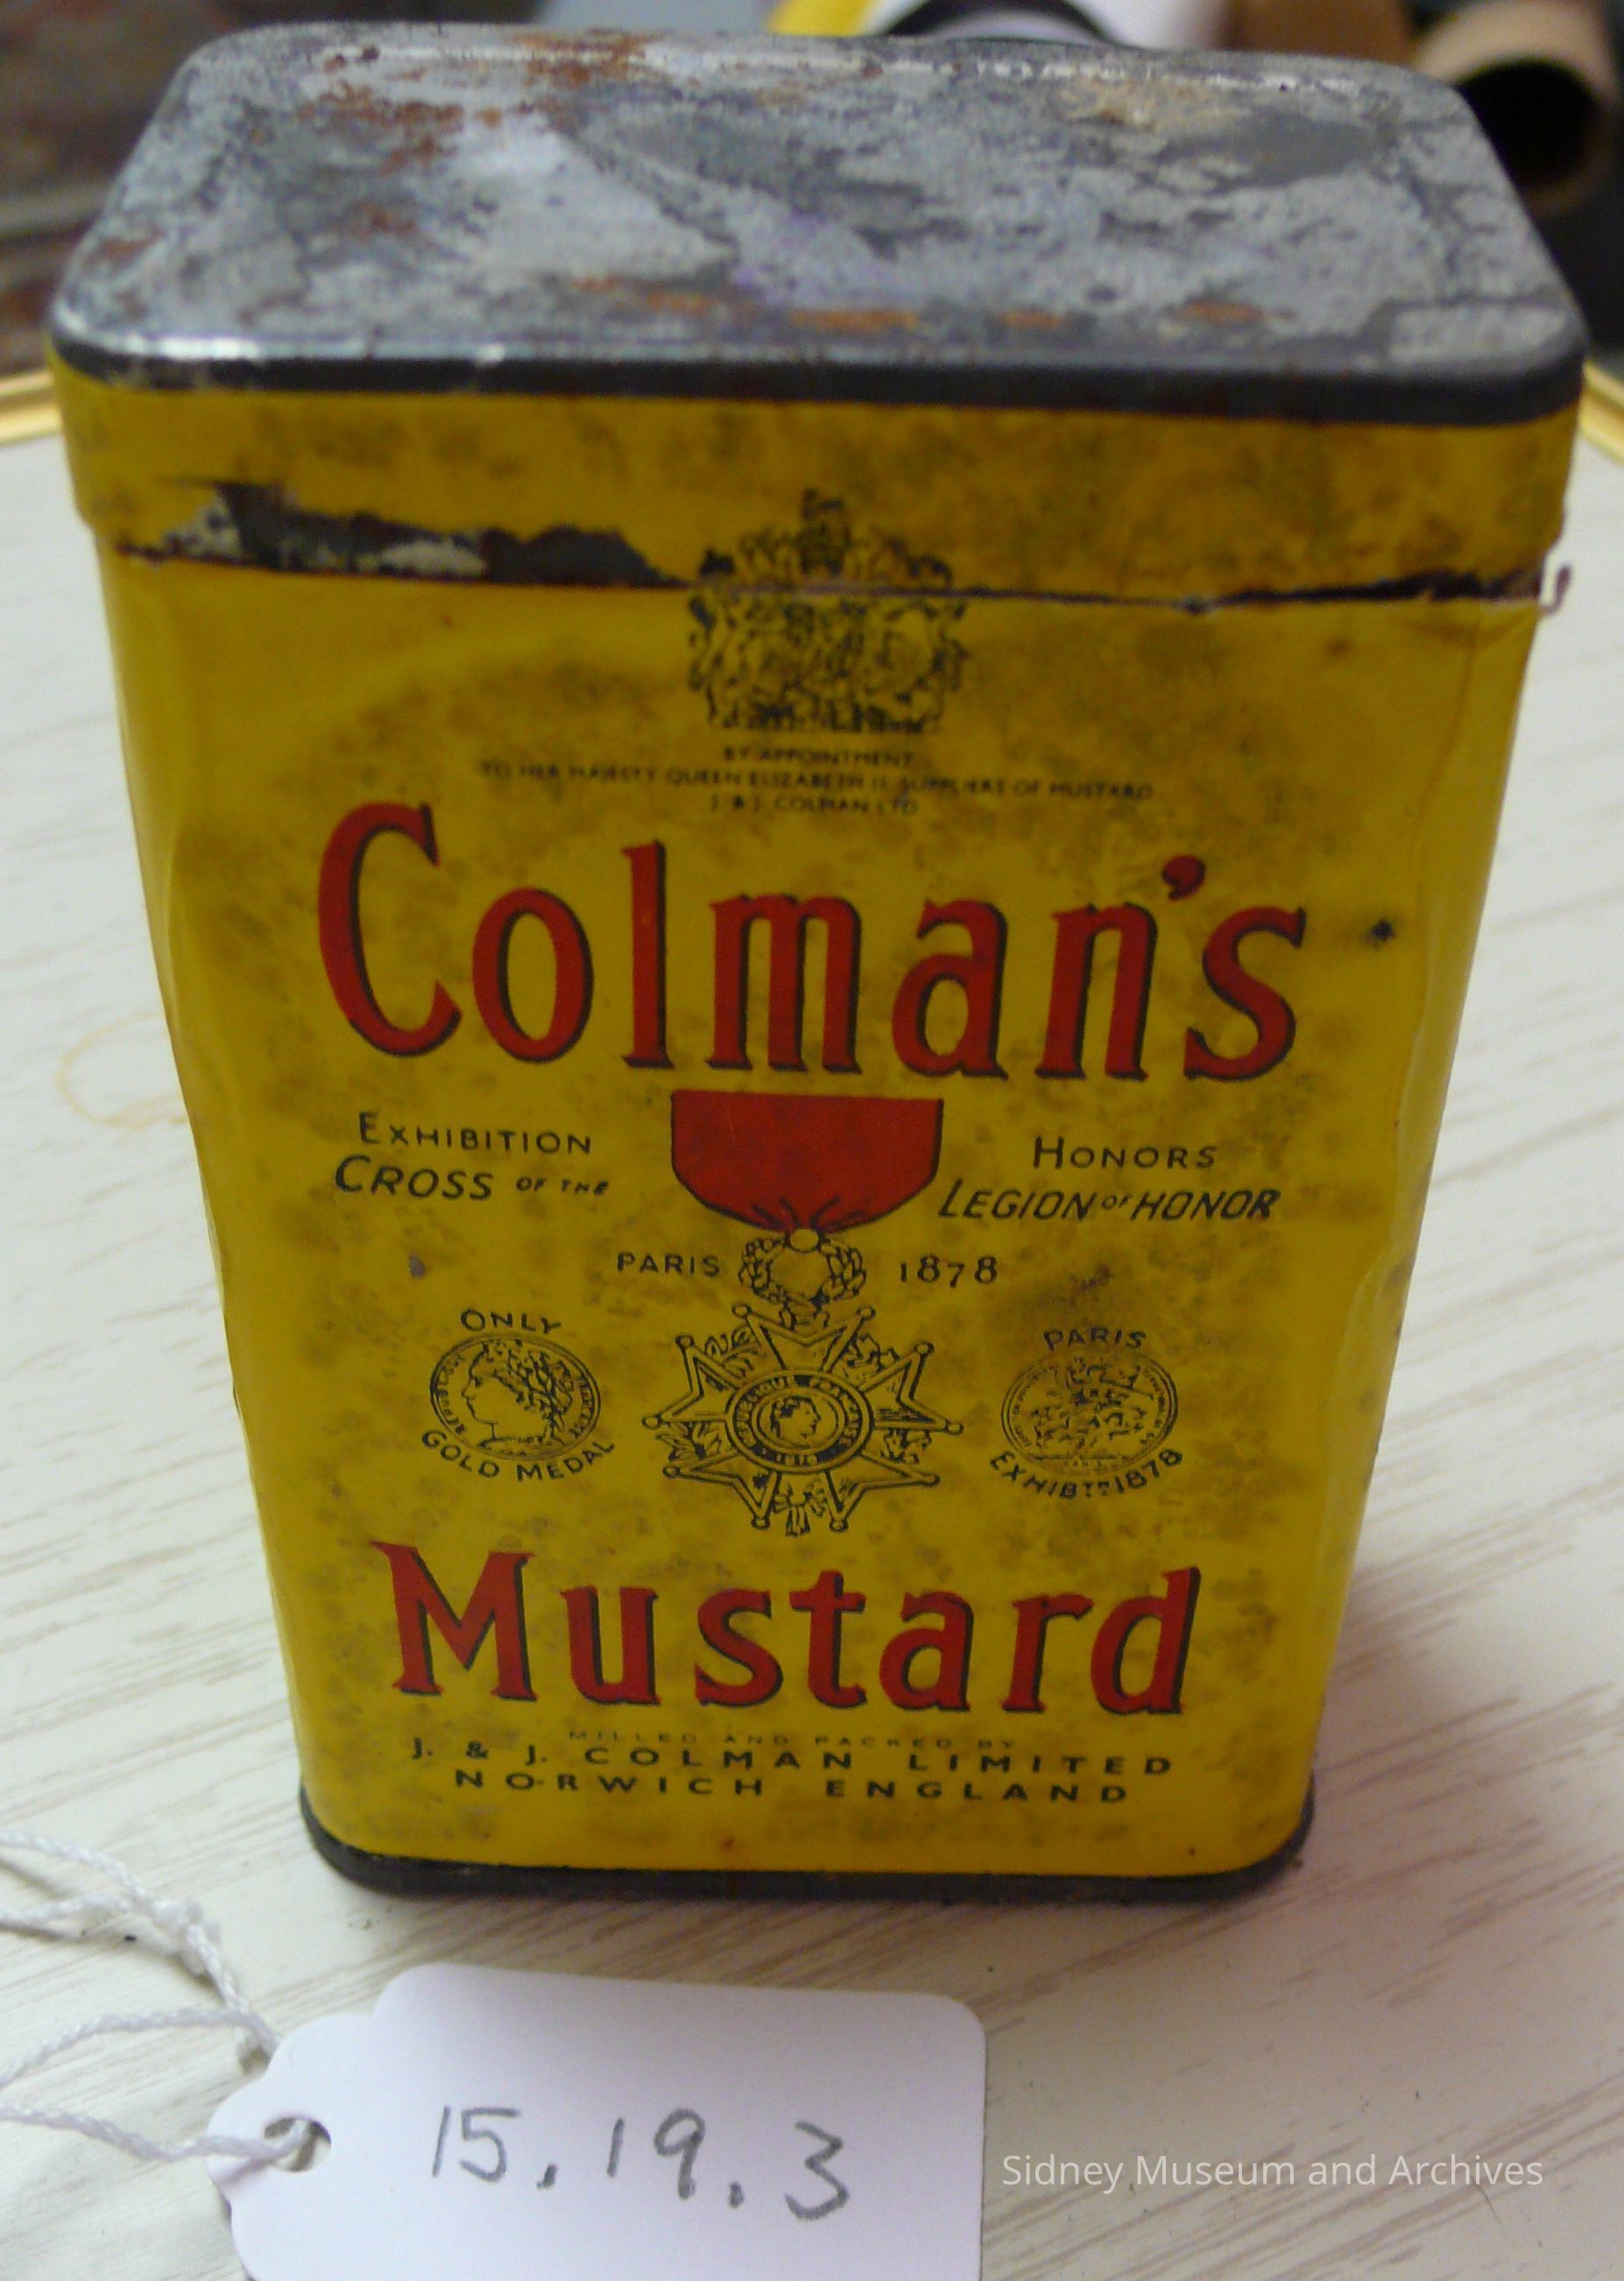 BY APPOINTMENT
TO HER MAJESTY QUEEN ELIZABETH II. SUPPLIERS OF MUSTARD
J & J. COLMAN LTD
Colman's
EXHIBITION HONORS
CROSS OF THE LEGION OF HONOR
PARIS 1878
ONLY
GOLD MEDAL
PARIS
EXHIBTN 1878
Mustard
MILLED AND PACKED BY
J. & J. COLMAN LIMITED
NORWICH ENGLAND
15.19.3
Sidney Museum and Archives